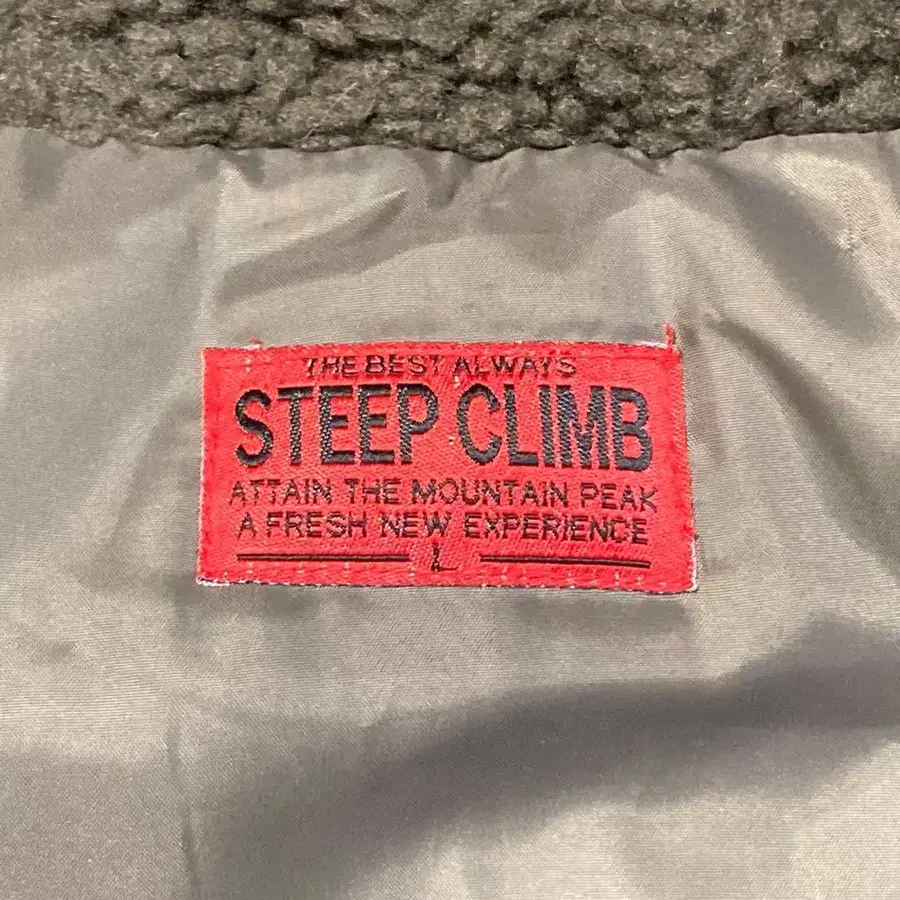 THE BEST ALWAYS
STEEP CLIMB
ATTAIN THE MOUNTAIN PEAK
A FRESH NEW EXPERIENCE
L